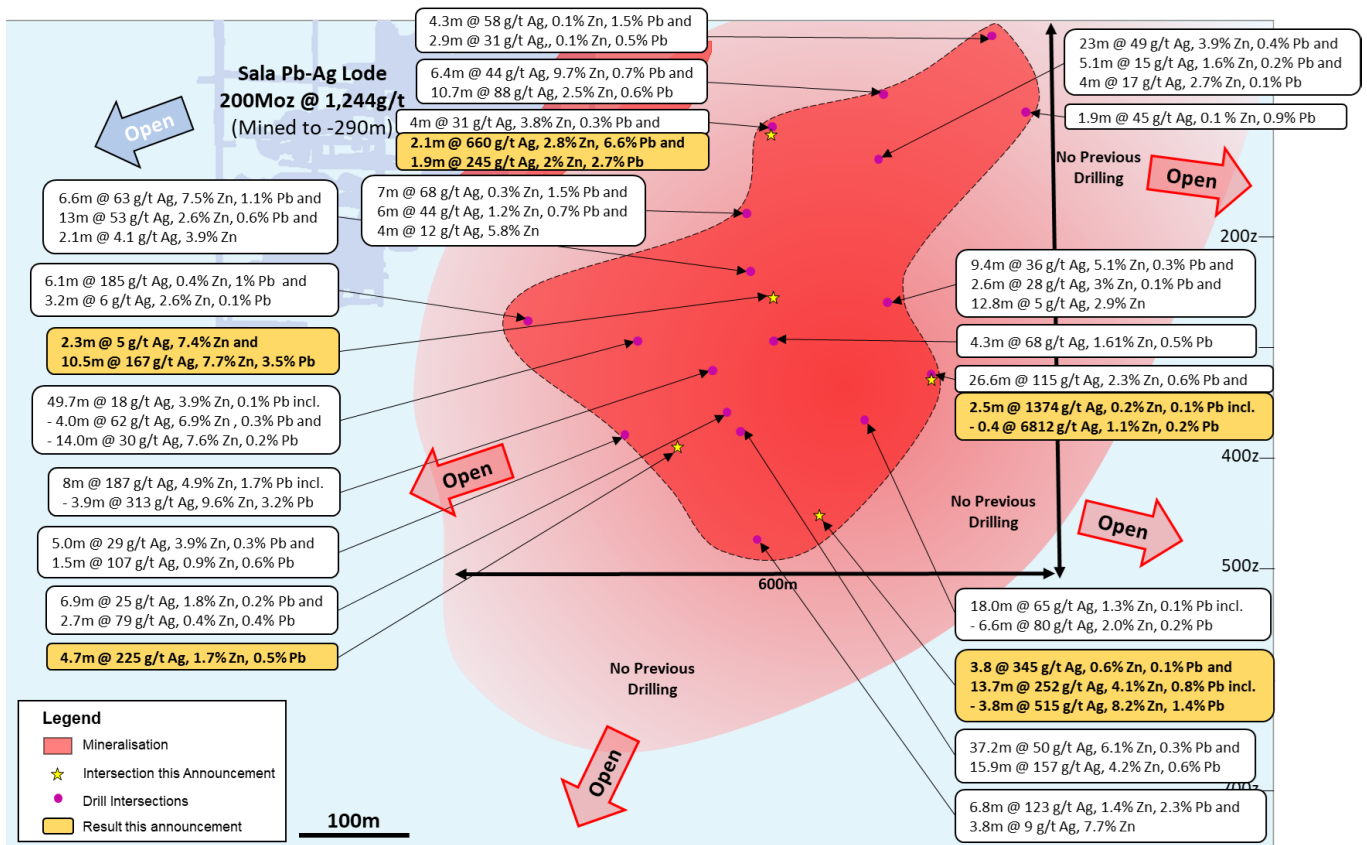 4.3m @ 58 g/t Ag, 0.1% Zn, 1.5% Pb and
2.9m @ 31 g/t Ag, 0.1% Zn, 0.5% Pb
23m @ 49 g/t Ag, 3.9% Zn, 0.4% Pb and
5.1m @ 15 g/t Ag, 1.6% Zn, 0.2% Pb and
4m @ 17 g/t Ag, 2.7% Zn, 0.1% Pb
Sala Pb-Ag Lode
200Moz @ 1,244g/t
(Mined to -290m)
6.4m @ 44 g/t Ag, 9.7% Zn, 0.7% Pb and
10.7m @ 88 g/t Ag, 2.5% Zn, 0.6% Pb
Open
4m @ 31 g/t Ag, 3.8% Zn, 0.3% Pb and
2.1m @ 660 g/t Ag, 2.8% Zn, 6.6% Pb and
1.9m @ 245 g/t Ag, 2% Zn, 2.7% Pb
1.9m @ 45 g/t Ag, 0.1 % Zn, 0.9% Pb
No Previous
Drilling
Open
6.6m @ 63 g/t Ag, 7.5% Zn, 1.1% Pb and
13m @ 53 g/t Ag, 2.6% Zn, 0.6% Pb and
2.1m @ 4.1 g/t Ag, 3.9% Zn
7m @ 68 g/t Ag, 0.3% Zn, 1.5% Pb and
6m @ 44 g/t Ag, 1.2% Zn, 0.7% Pb and
4m @ 12 g/t Ag, 5.8% Zn
200z
6.1m @ 185 g/t Ag, 0.4% Zn, 1% Pb and
3.2m @ 6 g/t Ag, 2.6% Zn, 0.1% Pb
9.4m @ 36 g/t Ag, 5.1% Zn, 0.3% Pb and
2.6m @ 28 g/t Ag, 3% Zn, 0.1% Pb and
12.8m @ 5 g/t Ag, 2.9% Zn
2.3m @ 5 g/t Ag, 7.4% Zn and
10.5m @ 167 g/t Ag, 7.7% Zn, 3.5% Pb
4.3m @ 68 g/t Ag, 1.61% Zn, 0.5% Pb
26.6m @ 115 g/t Ag, 2.3% Zn, 0.6% Pb and
2.5m @ 1374 g/t Ag, 0.2% Zn, 0.1% Pb incl.
- 0.4 @ 6812 g/t Ag, 1.1% Zn, 0.2% Pb
49.7m @ 18 g/t Ag, 3.9% Zn, 0.1% Pb incl.
- 4.0m @ 62 g/t Ag, 6.9% Zn , 0.3% Pb and
- 14.0m @ 30 g/t Ag, 7.6% Zn, 0.2% Pb
400z
Open
8m @ 187 g/t Ag, 4.9% Zn, 1.7% Pb incl.
- 3.9m @ 313 g/t Ag, 9.6% Zn, 3.2% Pb
No Previous
Drilling
Open
5.0m @ 29 g/t Ag, 3.9% Zn, 0.3% Pb and
1.5m @ 107 g/t Ag, 0.9% Zn, 0.6% Pb
500z
600m
6.9m @ 25 g/t Ag, 1.8% Zn, 0.2% Pb and
2.7m @ 79 g/t Ag, 0.4% Zn, 0.4% Pb
18.0m @ 65 g/t Ag, 1.3% Zn, 0.1% Pb incl.
- 6.6m @ 80 g/t Ag, 2.0% Zn, 0.2% Pb
4.7m @ 225 g/t Ag, 1.7% Zn, 0.5% Pb
3.8 @ 345 g/t Ag, 0.6% Zn, 0.1% Pb and
13.7m @ 252 g/t Ag, 4.1% Zn, 0.8% Pb incl.
- 3.8m @ 515 g/t Ag, 8.2% Zn, 1.4% Pb
No Previous
Drilling
Open
37.2m @ 50 g/t Ag, 6.1% Zn, 0.3% Pb and
15.9m @ 157 g/t Ag, 4.2% Zn, 0.6% Pb
6.8m @ 123 g/t Ag, 1.4% Zn, 2.3% Pb and
3.8m @ 9 g/t Ag, 7.7% Zn
Legend
Mineralisation
Intersection this Announcement
Drill Intersections
Result this announcement
100m